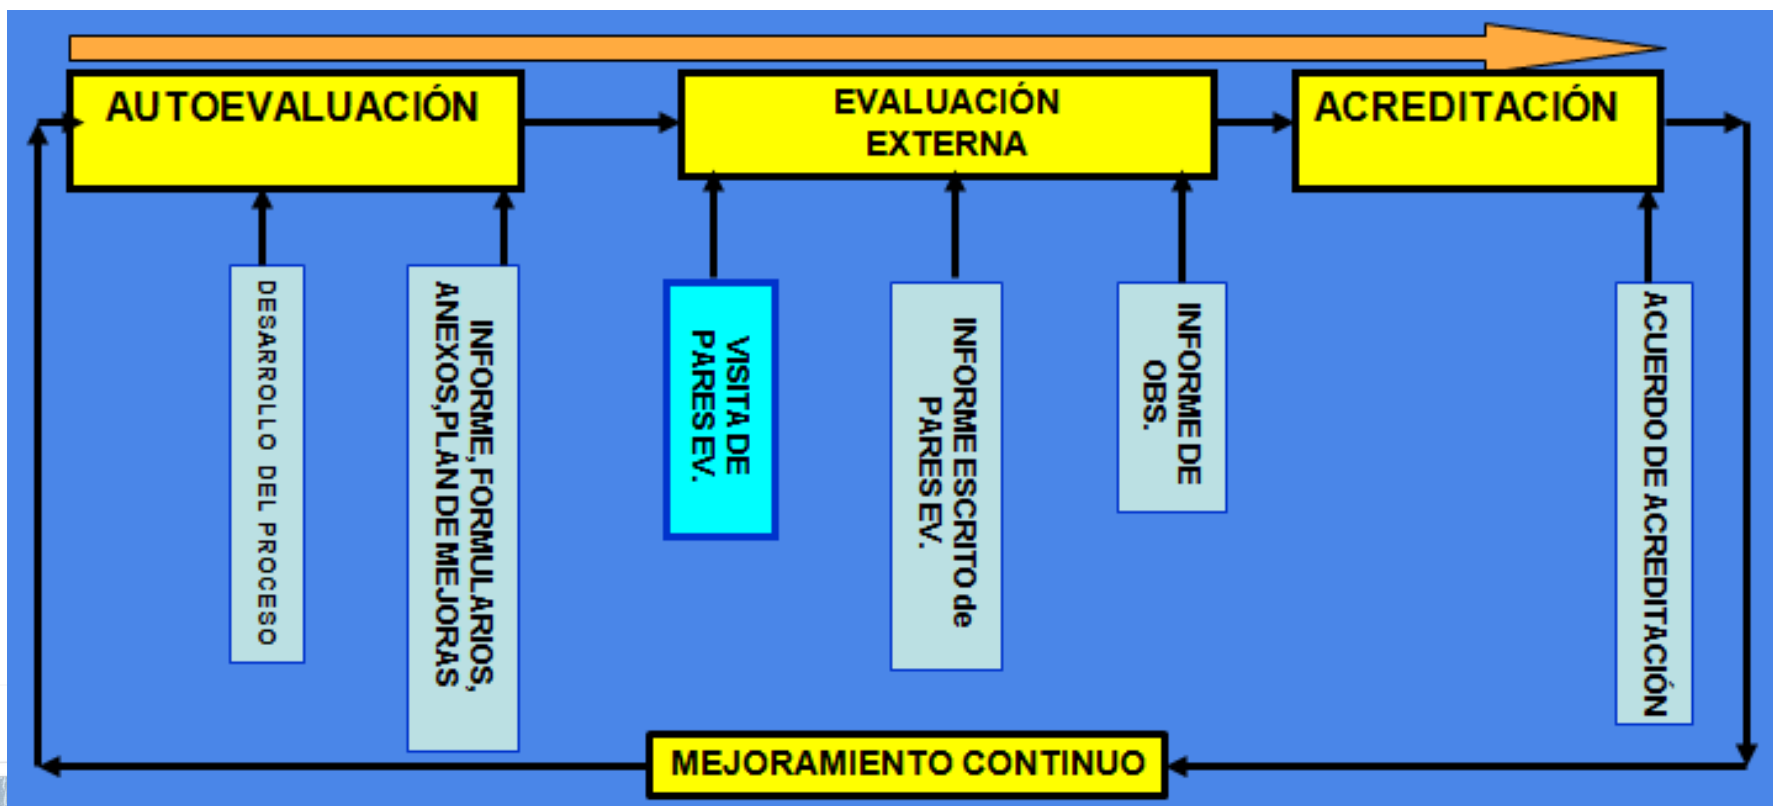 AUTOEVALUACIÓN
EVALUACIÓN
EXTERNA
ACREDITACIÓN
DESARROLLO DEL PROCESO
INFORME, FORMULARIOS,
ANEXOS,PLAN DE MEJORAS
VISITA DE
PARES EV.
INFORME ESCRITO de
PARES EV.
INFORME DE
OBS.
ACUERDO DE ACREDITACIÓN
MEJORAMIENTO CONTINUO